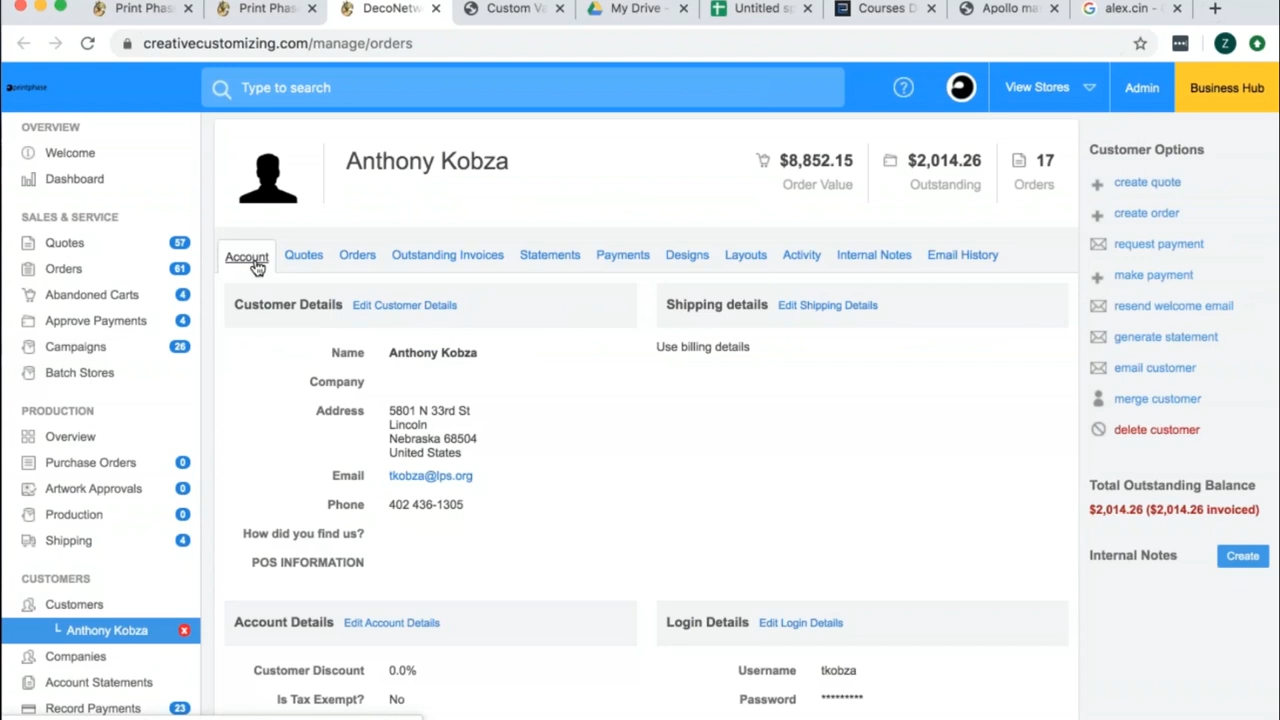 Print Phas
Print Phas
DecoNetw
Custom Va
My Drive -
Untitled sp
Courses D
Apollo ma
alex.cin -
creativecustomizing.com/manage/orders
Z
printphase
Type to search
View Stores
Admin
Business Hub
OVERVIEW
Welcome
Dashboard
SALES & SERVICE
Quotes 57
Orders 61
Abandoned Carts 4
Approve Payments 4
Campaigns 26
Batch Stores
PRODUCTION
Overview
Purchase Orders 0
Artwork Approvals 0
Production 0
Shipping 4
CUSTOMERS
Customers
Anthony Kobza
Companies
Account Statements
Record Payments 23
Anthony Kobza
$8,852.15
Order Value
$2,014.26
Outstanding
17
Orders
Account Quotes Orders Outstanding Invoices Statements Payments Designs Layouts Activity Internal Notes Email History
Customer Details Edit Customer Details
Name Anthony Kobza
Company
Address 5801 N 33rd St
Lincoln
Nebraska 68504
United States
Email tkobza@lps.org
Phone 402 436-1305
How did you find us?
POS INFORMATION
Shipping details Edit Shipping Details
Use billing details
Account Details Edit Account Details
Customer Discount 0.0%
Is Tax Exempt? No
Login Details Edit Login Details
Username tkobza
Password *********
Customer Options
create quote
create order
request payment
make payment
resend welcome email
generate statement
email customer
merge customer
delete customer
Total Outstanding Balance
$2,014.26 ($2,014.26 invoiced)
Internal Notes Create